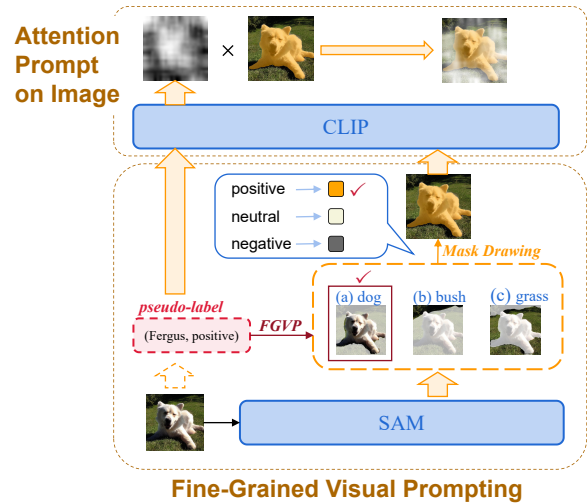 Attention
Prompt
on Image
×
CLIP
positive
neutral
negative
Mask Drawing
pseudo-label
(Fergus, positive)
FGVP
(a) dog
(b) bush
(c) grass
SAM
Fine-Grained Visual Prompting